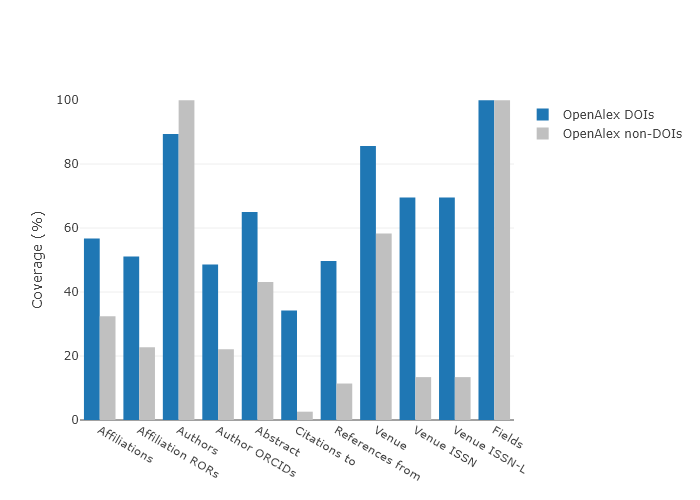 OpenAlex DOIs
OpenAlex non-DOIs
Coverage (%)
100
80
60
40
20
0
Affiliations
Affiliation RORs
Authors
Author ORCIDs
Abstract
Citations to
References from
Venue
Venue ISSN
Venue ISSN-L
Fields